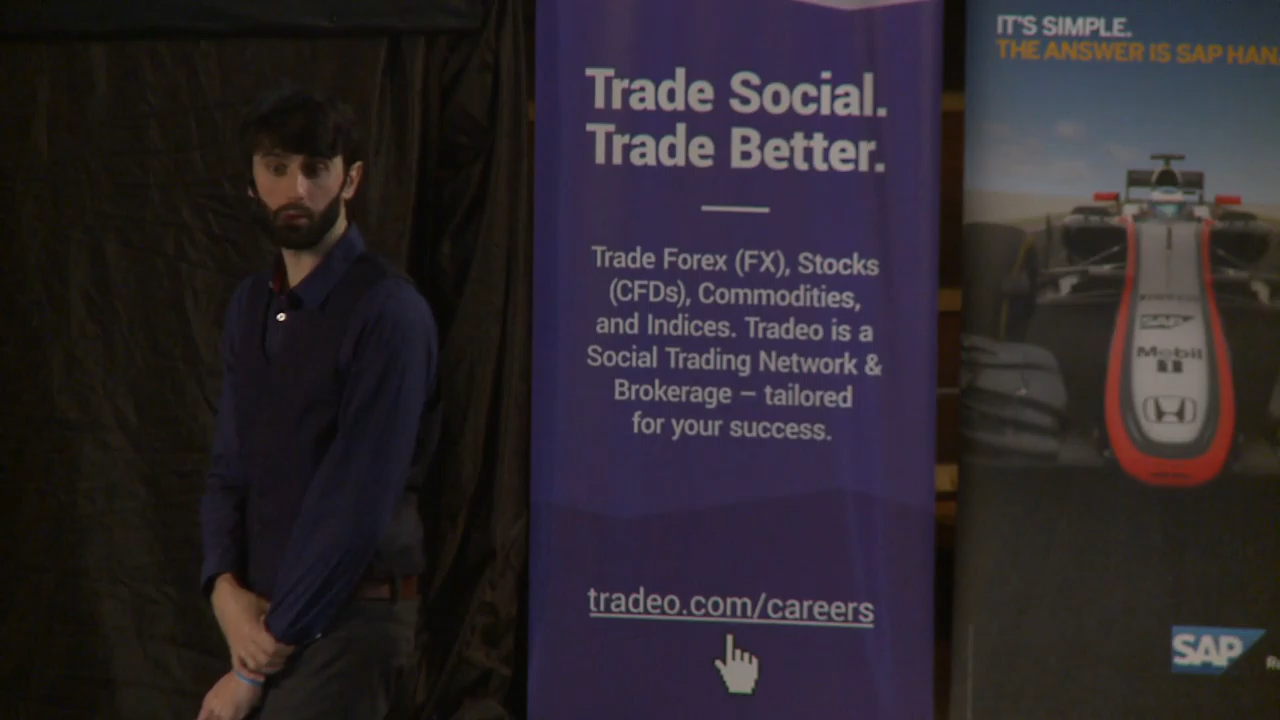 Trade Social.
Trade Better.
Trade Forex (FX), Stocks
(CFDs), Commodities,
and Indices. Tradeo is a
Social Trading Network &
Brokerage – tailored
for your success.
tradeo.com/careers
IT'S SIMPLE.
THE ANSWER IS SAP HAN
SAP
Mobil
1
SAP